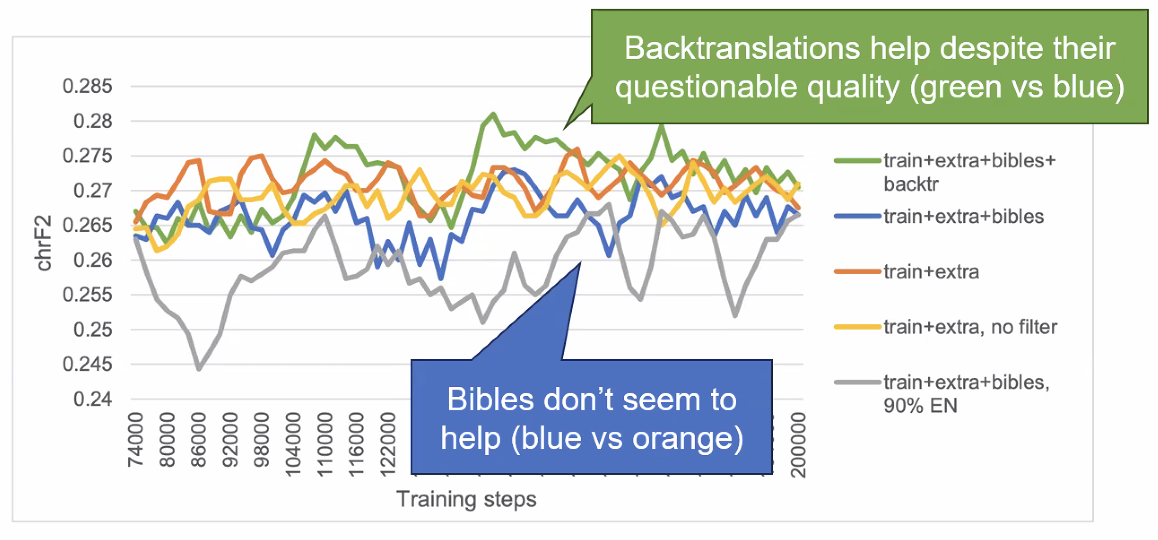 Backtranslations help despite their
questionable quality (green vs blue)
0.285
0.28
0.275
0.27
0.265
0.26
0.255
0.25
0.245
0.24
chrF2
74000
80000
86000
92000
98000
104000
110000
116000
122000
200000
Training steps
train+extra+bibles+
backtr
train+extra+bibles
train+extra
train+extra, no filter
train+extra+bibles,
90% EN
Bibles don’t seem to
help (blue vs orange)